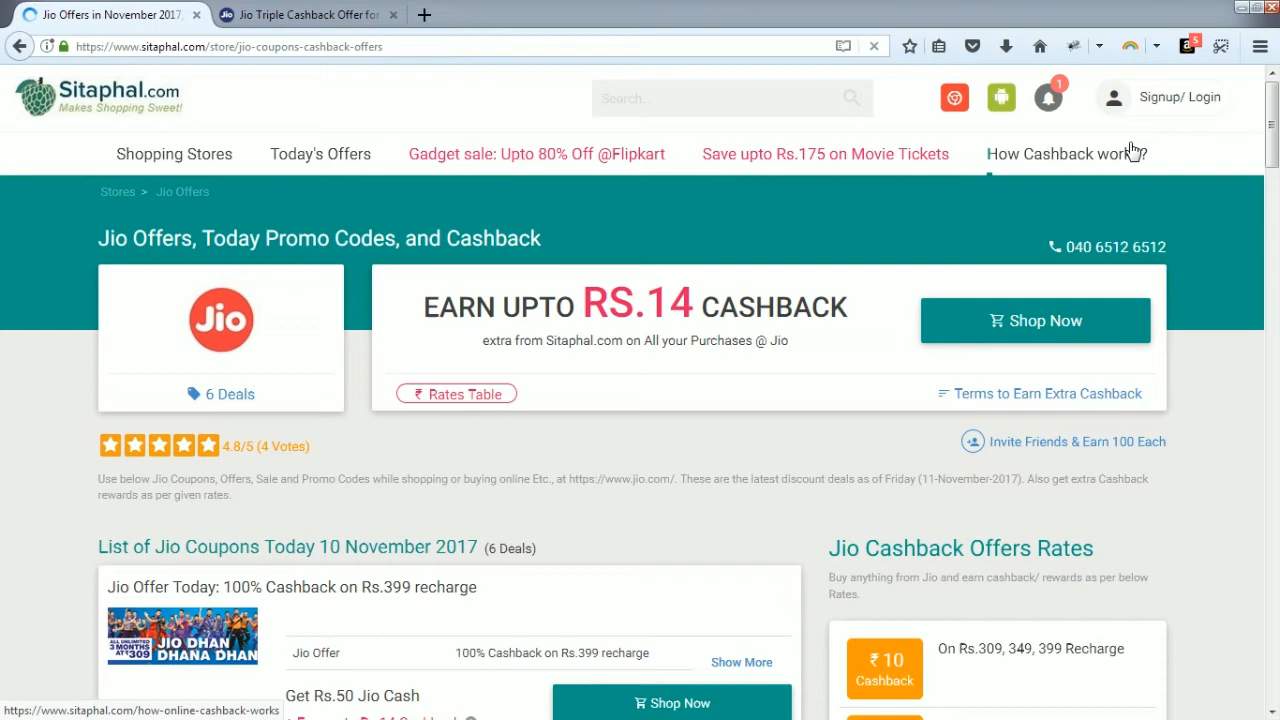 Jio Offers in November 2017,
Jio Triple Cashback Offer for
https://www.sitaphal.com/store/jio-coupons-cashback-offers
5
Sitaphal.com
Makes Shopping Sweet!
Search...
1
Signup/ Login
Shopping Stores
Today's Offers
Gadget sale: Upto 80% Off @Flipkart
Save upto Rs.175 on Movie Tickets
How Cashback work ?
Stores > Jio Offers
Jio Offers, Today Promo Codes, and Cashback
040 6512 6512
Jio
6 Deals
EARN UPTO RS.14 CASHBACK
extra from Sitaphal.com on All your Purchases @ Jio
Shop Now
₹ Rates Table
Terms to Earn Extra Cashback
4.8/5 (4 Votes)
Invite Friends & Earn 100 Each
Use below Jio Coupons, Offers, Sale and Promo Codes while shopping or buying online Etc., at https://www.jio.com/. These are the latest discount deals as of Friday (11-November-2017). Also get extra Cashback
rewards as per given rates.
List of Jio Coupons Today 10 November 2017 (6 Deals)
Jio Offer Today: 100% Cashback on Rs.399 recharge
ALL UNLIMITED
3 MONTHS
AT ₹309
JIO DHAN
DHANA DHAN
Jio Offer
100% Cashback on Rs.399 recharge
Show More
Get Rs.50 Jio Cash
Shop Now
Jio Cashback Offers Rates
Buy anything from Jio and earn cashback/ rewards as per below
Rates.
₹ 10
Cashback
On Rs.309, 349, 399 Recharge
https://www.sitaphal.com/how-online-cashback-works